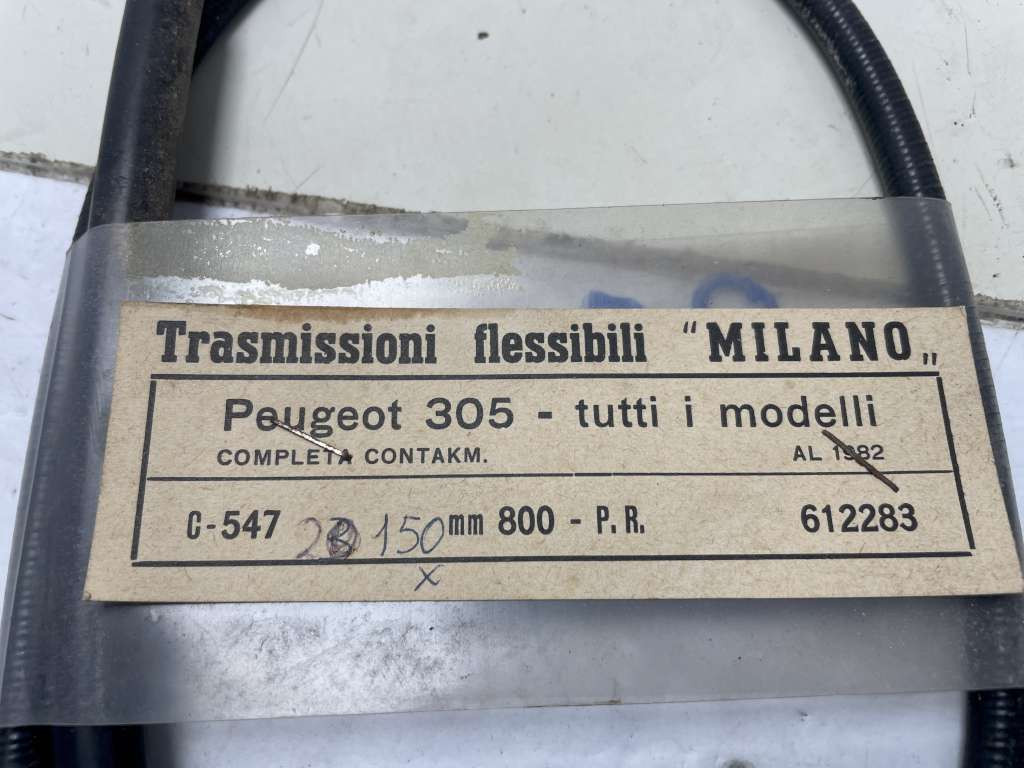 Trasmissioni flessibili "MILANO„
Peugeot 305 - tutti i modelli
COMPLETA CONTAKM. AL 1982
C-547 150 mm 800 - P.R. 612283
x